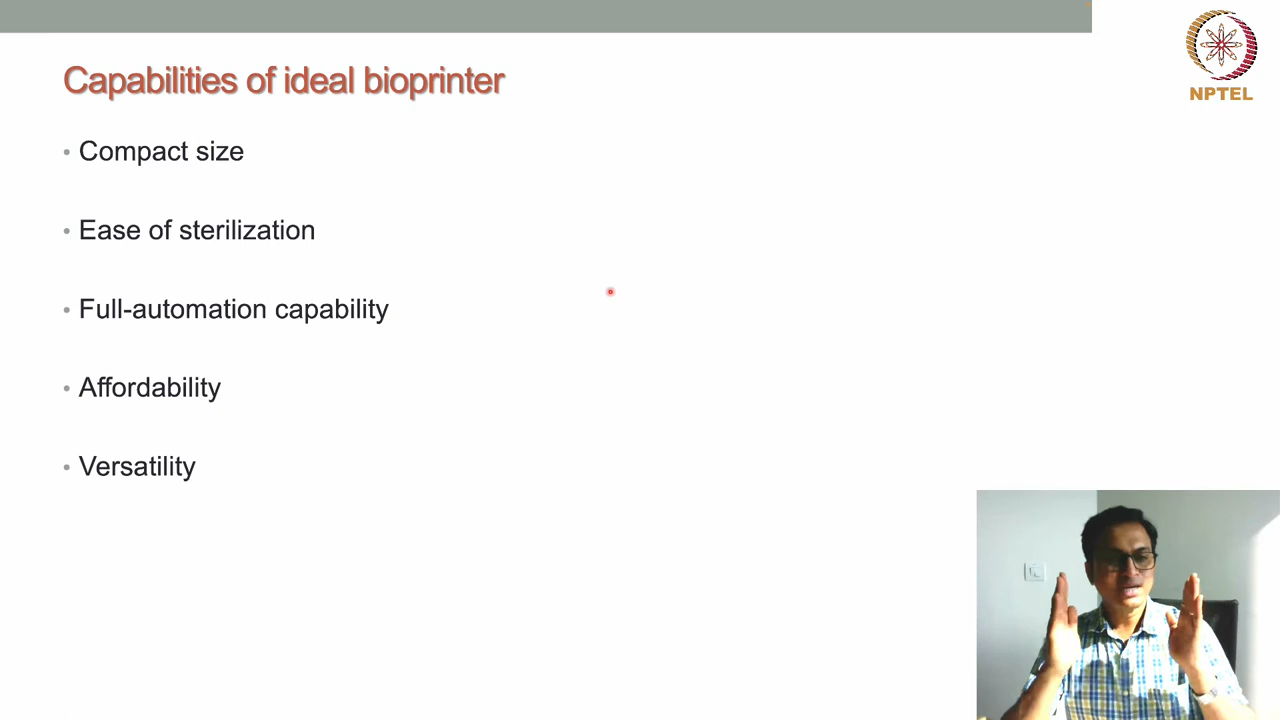 NPTEL
Capabilities of ideal bioprinter
• Compact size
• Ease of sterilization
• Full-automation capability
• Affordability
• Versatility